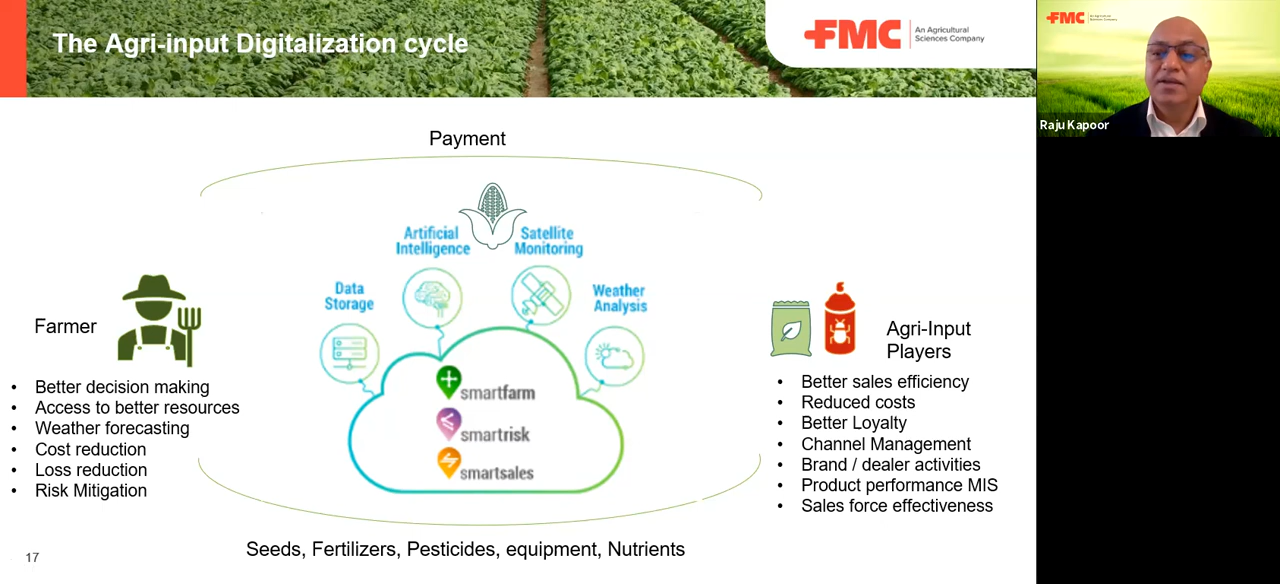 The Agri-input Digitalization cycle
FMC
An Agricultural
Sciences Company
FMC
Raju Kapoor
Payment
Artificial
Intelligence
Satellite
Monitoring
Data
Storage
Weather
Analysis
Farmer
• Better decision making
• Access to better resources
• Weather forecasting
• Cost reduction
• Loss reduction
• Risk Mitigation
smartfarm
smartrisk
smartsales
Agri-Input
Players
• Better sales efficiency
• Reduced costs
• Better Loyalty
• Channel Management
• Brand / dealer activities
• Product performance MIS
• Sales force effectiveness
Seeds, Fertilizers, Pesticides, equipment, Nutrients
17